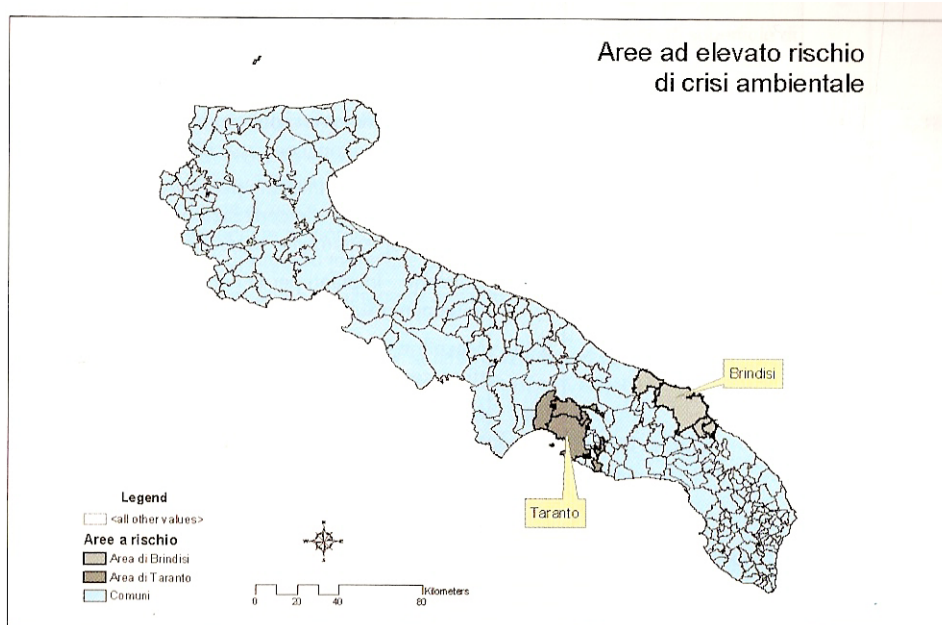 Aree ad elevato rischio
di crisi ambientale
Brindisi
Taranto
Legend
<all other values>
Aree a rischio
Area di Brindisi
Area di Taranto
Comuni
N
W
E
S
Kilometers
0 20 40 80